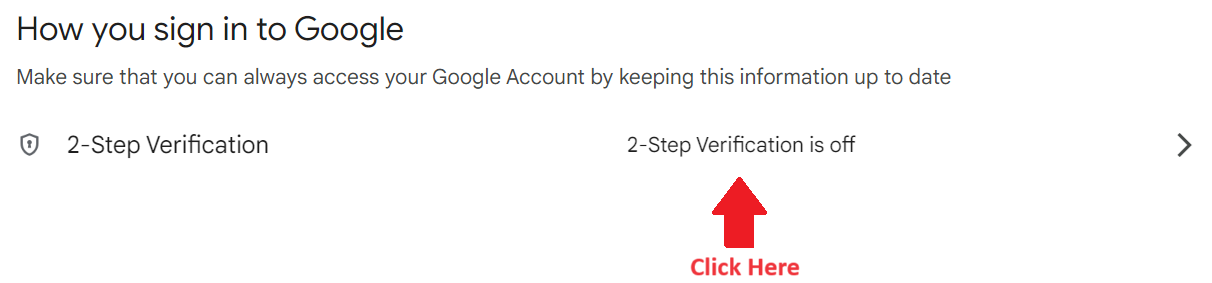 How you sign in to Google
Make sure that you can always access your Google Account by keeping this information up to date
2-Step Verification 2-Step Verification is off
Click Here